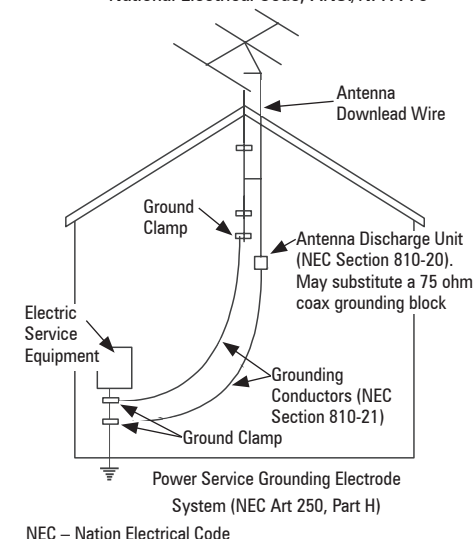 Antenna
Downlead Wire
Ground
Clamp
Antenna Discharge Unit
(NEC Section 810-20).
May substitute a 75 ohm
coax grounding block
Electric
Service
Equipment
Grounding
Conductors (NEC
Section 810-21)
Ground Clamp
Power Service Grounding Electrode
System (NEC Art 250, Part H)
NEC – Nation Electrical Code